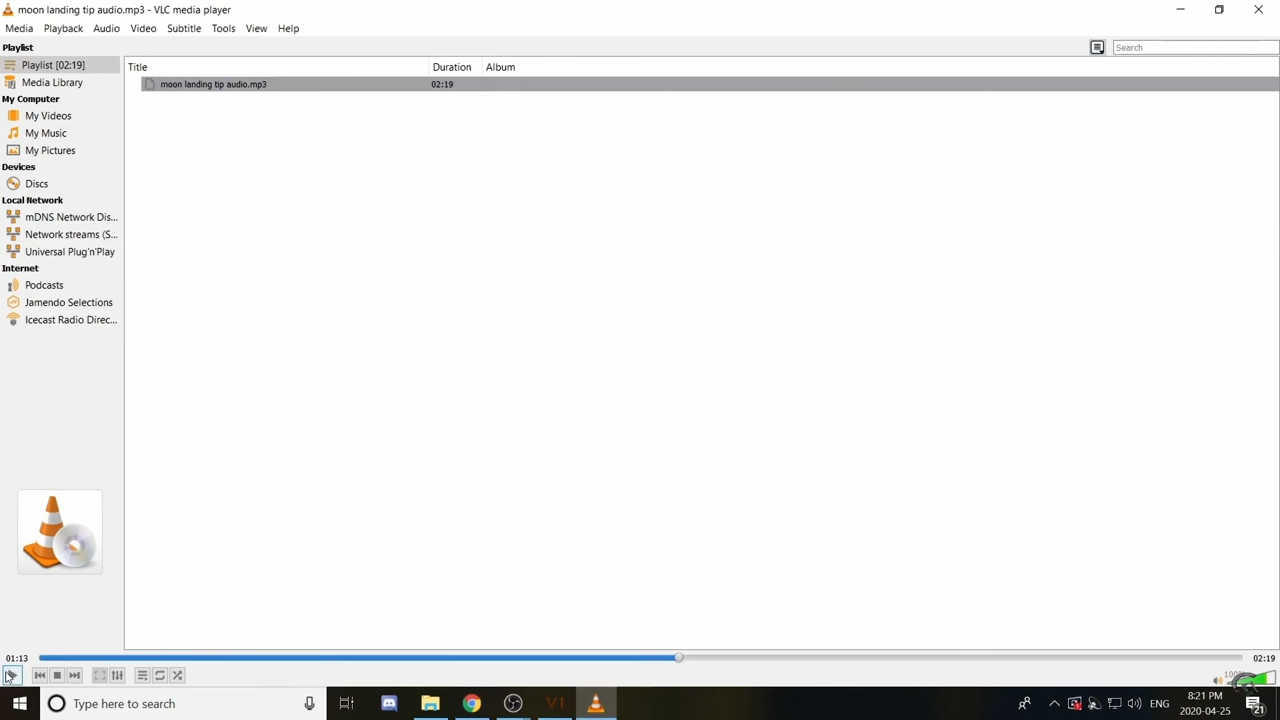 moon landing tip audio.mp3 - VLC media player
Media Playback Audio Video Subtitle Tools View Help
Playlist
Search
Playlist [02:19]
Title Duration Album
Media Library
moon landing tip audio.mp3 02:19
My Computer
My Videos
My Music
My Pictures
Devices
Discs
Local Network
mDNS Network Dis...
Network streams (S...
Universal Plug'n'Play
Internet
Podcasts
Jamendo Selections
Icecast Radio Direc...
01:13 02:19
100%
Type here to search
ENG
8:21 PM
2020-04-25
21